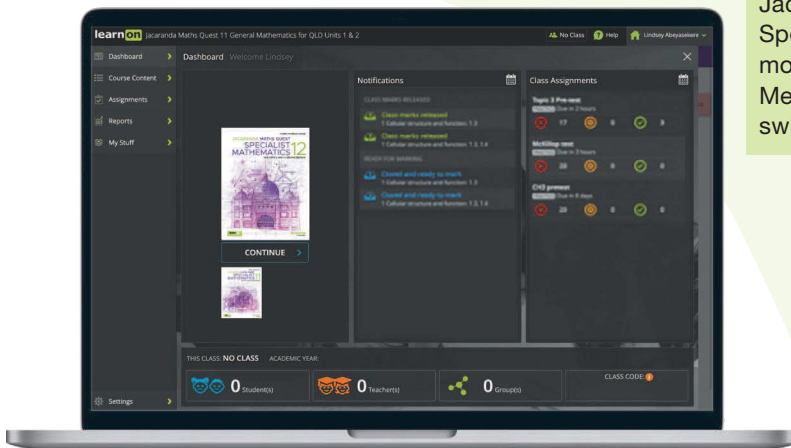 learnon Jacaranda Maths Quest 11 General Mathematics for QLD Units 1 & 2
No Class
Help
Lindsey Abeyasekere
Dashboard
Course Content
Assignments
Reports
My Stuff
Settings
Dashboard Welcome Lindsey
JACARANDA MATHS QUEST
SPECIALIST 12
MATHEMATICS
CONTINUE
SPECIALIST
MATHEMATICS 11
Notifications
CLASS MARKS RELEASED
Class marks released
1 Cellular structure and function: 1.3
Class marks released
1 Cellular structure and function: 1.3, 1.4
READY FOR MARKING
Closed and ready to mark
1 Cellular structure and function: 1.3
Closed and ready to mark
1 Cellular structure and function: 1.3, 1.4
Class Assignments
Topic 3 Pre-test
Due in 2 hours
17 0 3
McKillop test
Due in 3 hours
20 0 0
CH3 pretest
Due in 8 days
20 0 0
THIS CLASS: NO CLASS ACADEMIC YEAR:
0 Student(s)
0 Teacher(s)
0 Group(s)
CLASS CODE:
Jac
Spe
mo
Me
sw